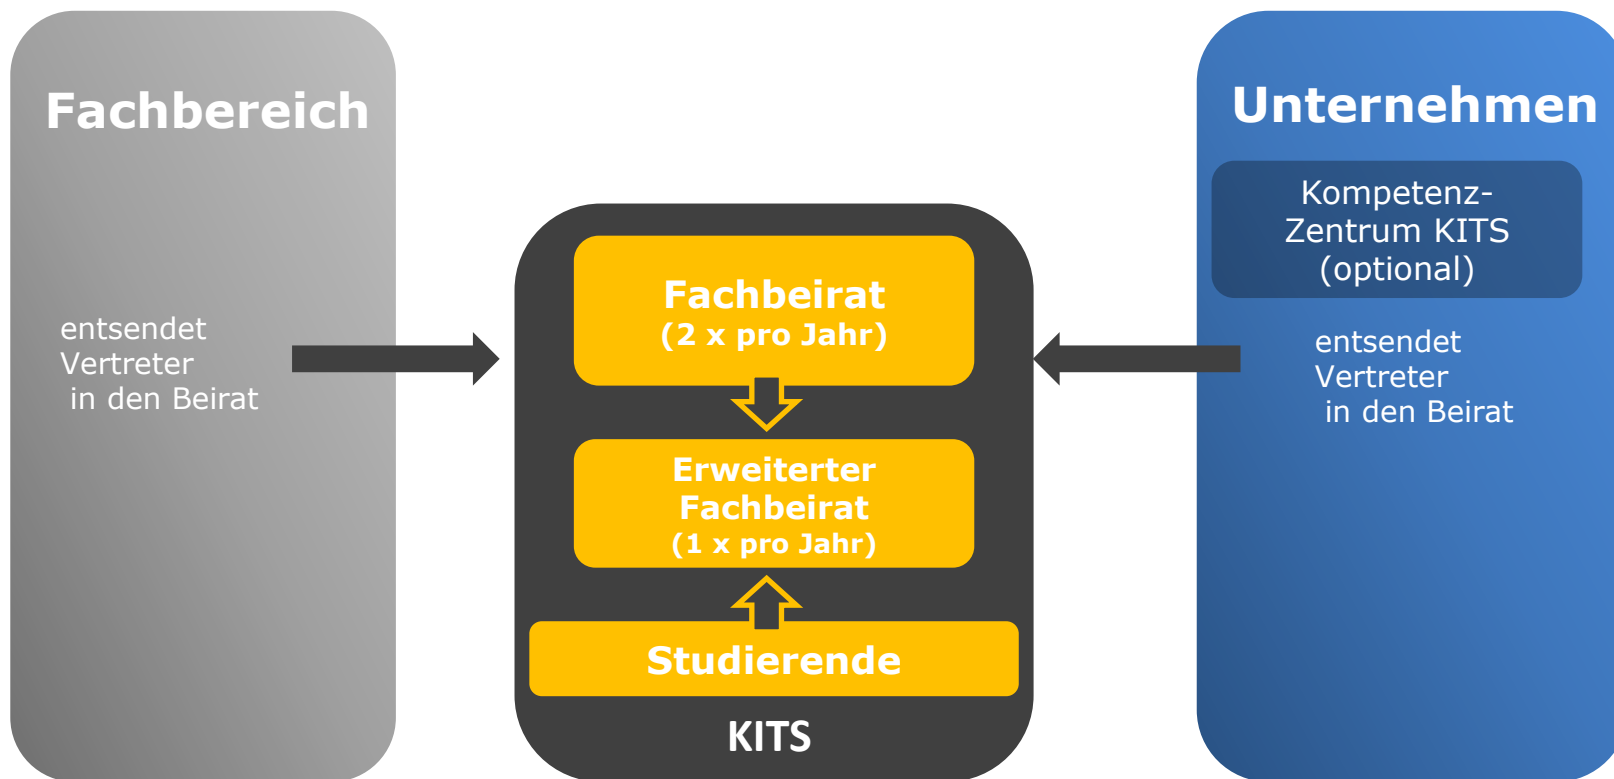 Fachbereich
entsendet
Vertreter
in den Beirat
Fachbeirat
(2 x pro Jahr)
Erweiterter
Fachbeirat
(1 x pro Jahr)
Studierende
KITS
Unternehmen
Kompetenz-
Zentrum KITS
(optional)
entsendet
Vertreter
in den Beirat